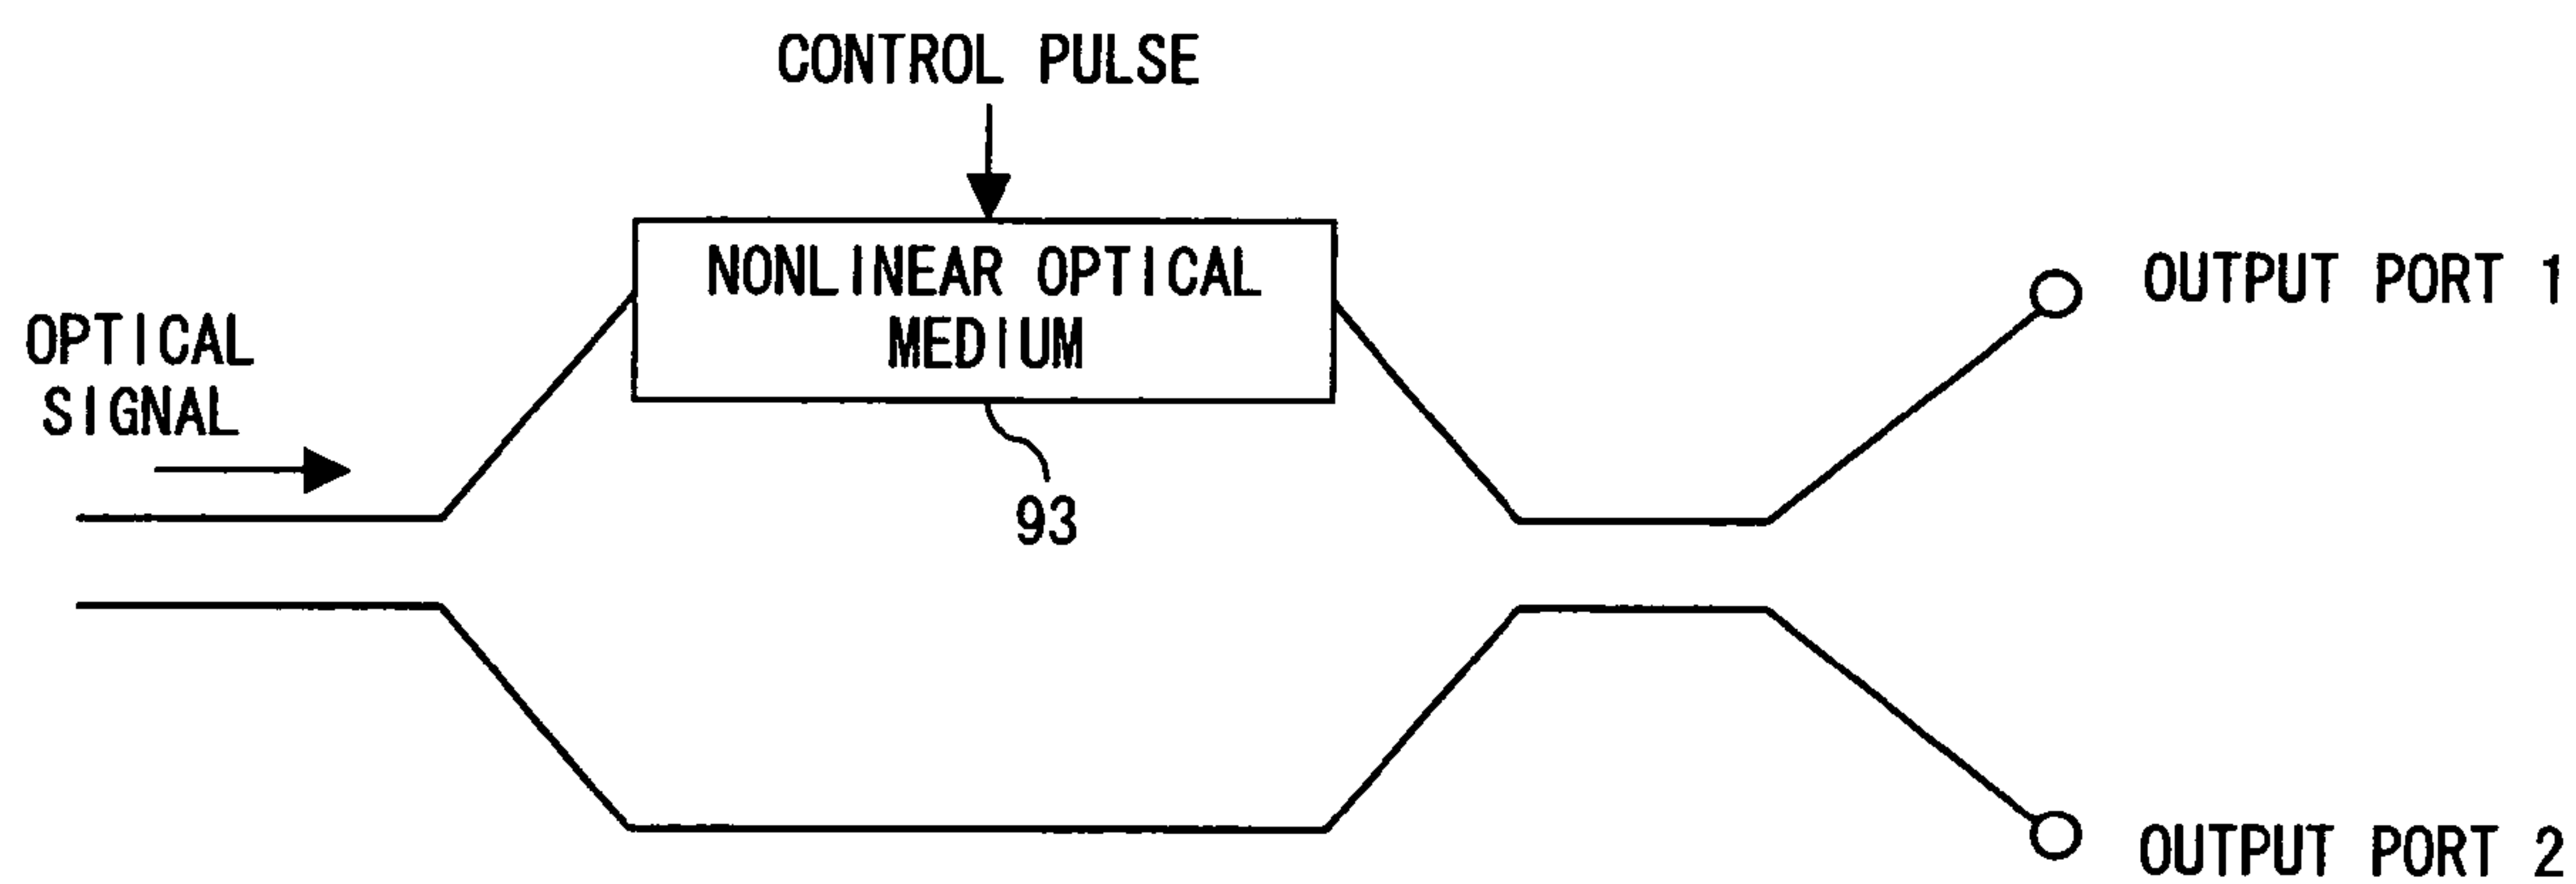 CONTROL PULSE
NONLINEAR OPTICAL
MEDIUM
OPTICAL
SIGNAL
93
OUTPUT PORT 1
OUTPUT PORT 2